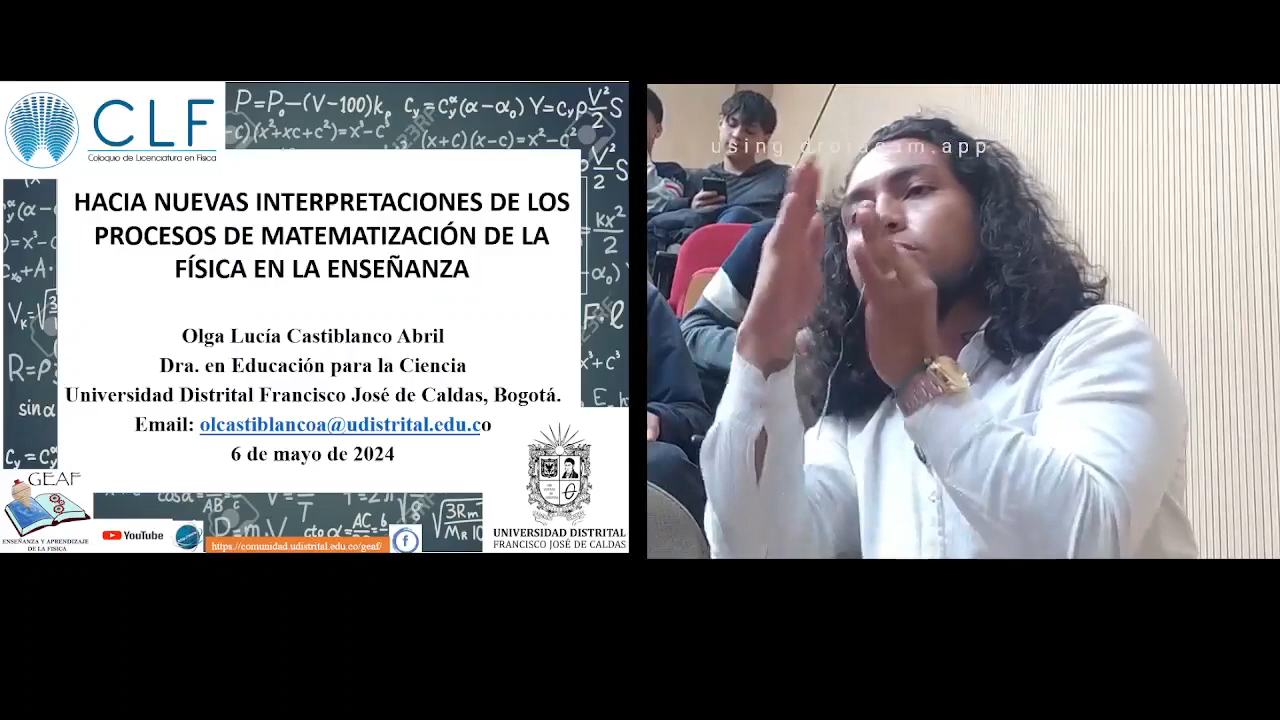 CLF
Coloquio de Licenciatura en Física
HACIA NUEVAS INTERPRETACIONES DE LOS
PROCESOS DE MATEMATIZACIÓN DE LA
FÍSICA EN LA ENSEÑANZA
Olga Lucía Castiblanco Abril
Dra. en Educación para la Ciencia
Universidad Distrital Francisco José de Caldas, Bogotá.
Email: olcastiblancoa@udistrital.edu.co
6 de mayo de 2024
GEAF
ENSEÑANZA Y APRENDIZAJE
DE LA FISICA
YouTube
https://comunidad.udistrital.edu.co/geaf/
UNIVERSIDAD DISTRITAL
FRANCISCO JOSÉ DE CALDAS
using droidcam.app